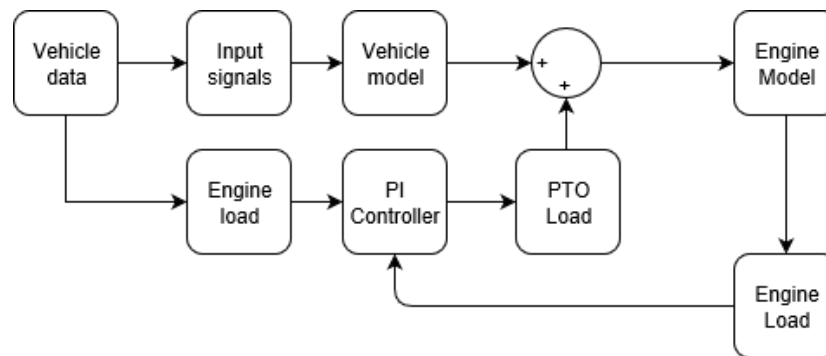 Vehicle
data
Input
signals
Vehicle
model
+
+
Engine
Model
Engine
load
PI
Controller
PTO
Load
Engine
Load